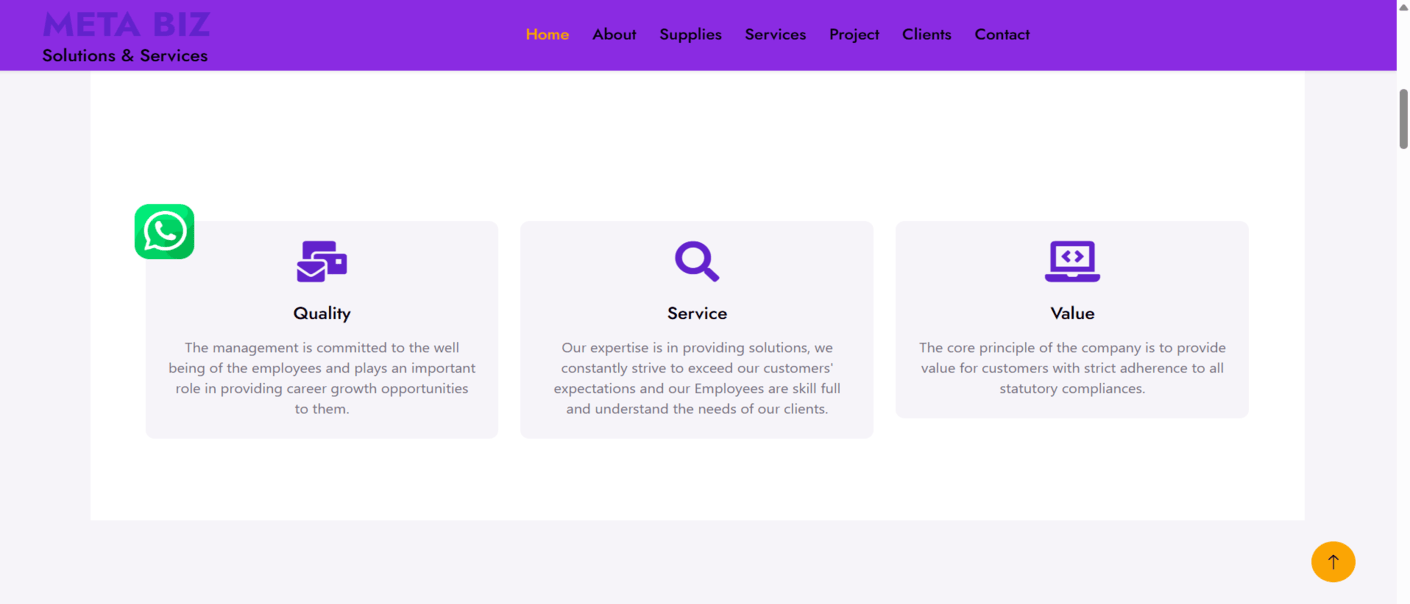 META BIZ
Solutions & Services
Home About Supplies Services Project Clients Contact
Quality
The management is committed to the well
being of the employees and plays an important
role in providing career growth opportunities
to them.
Service
Our expertise is in providing solutions, we
constantly strive to exceed our customers'
expectations and our Employees are skill full
and understand the needs of our clients.
Value
The core principle of the company is to provide
value for customers with strict adherence to all
statutory compliances.